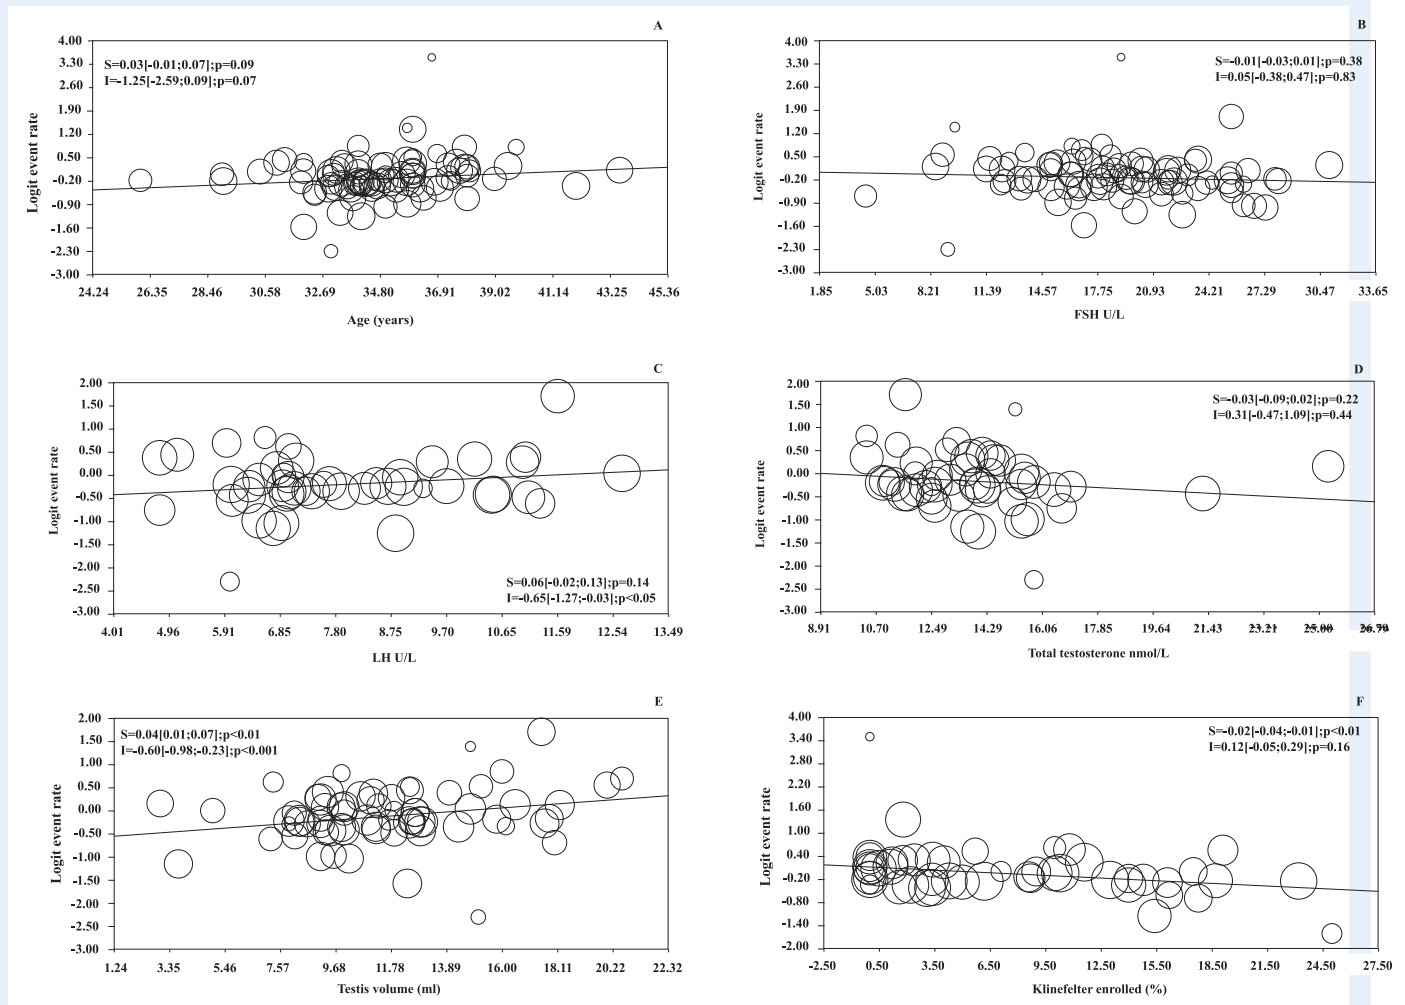 A
4.00
3.30
2.60
1.90
1.20
0.50
-0.20
-0.90
-1.60
-2.30
-3.00
Logit event rate
S=0.03[-0.01;0.07];p=0.09
I=-1.25[-2.59;0.09];p=0.07
24.24 26.35 28.46 30.58 32.69 34.80 36.91 39.02 41.14 43.25 45.36
Age (years)
B
4.00
3.30
2.60
1.90
1.20
0.50
-0.20
-0.90
-1.60
-2.30
-3.00
Logit event rate
S=-0.01[-0.03;0.01];p=0.38
I=0.05[-0.38;0.47];p=0.83
1.85 5.03 8.21 11.39 14.57 17.75 20.93 24.21 27.29 30.47 33.65
FSH U/L
C
2.00
1.50
1.00
0.50
0.00
-0.50
-1.00
-1.50
-2.00
-2.50
-3.00
Logit event rate
S=0.06[-0.02;0.13];p=0.14
I=-0.65[-1.27;-0.03];p<0.05
4.01 4.96 5.91 6.85 7.80 8.75 9.70 10.65 11.59 12.54 13.49
LH U/L
D
2.00
1.50
1.00
0.50
0.00
-0.50
-1.00
-1.50
-2.00
-2.50
-3.00
Logit event rate
S=-0.03[-0.09;0.02];p=0.22
I=0.31[-0.47;1.09];p=0.44
8.91 10.70 12.49 14.29 16.06 17.85 19.64 21.43 23.21 25.00 26.79
Total testosterone nmol/L
E
2.00
1.50
1.00
0.50
0.00
-0.50
-1.00
-1.50
-2.00
-2.50
-3.00
Logit event rate
S=0.04[0.01;0.07];p<0.01
I=-0.60[-0.98;-0.23];p<0.001
1.24 3.35 5.46 7.57 9.68 11.78 13.89 16.00 18.11 20.22 22.32
Testis volume (ml)
F
4.00
3.40
2.80
2.20
1.60
1.00
0.40
-0.20
-0.80
-1.40
-2.00
Logit event rate
S=-0.02[-0.04;-0.01];p<0.01
I=0.12[-0.05;0.29];p=0.16
-2.50 0.50 3.50 6.50 9.50 12.50 15.50 18.50 21.50 24.50 27.50
Klinefelter enrolled (%)